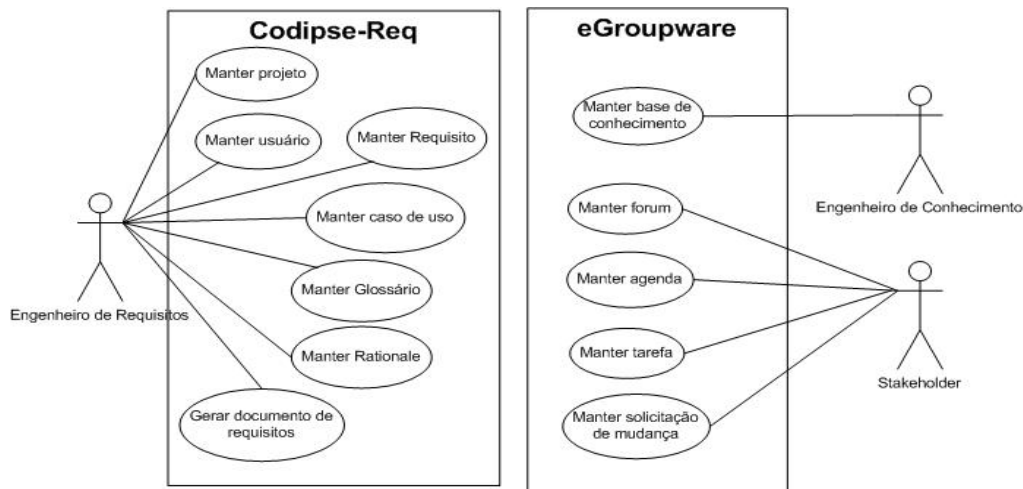 Codipse-Req
Manter projeto
Manter usuário
Manter Requisito
Manter caso de uso
Manter Glossário
Manter Rationale
Gerar documento de
requisitos
Engenheiro de Requisitos
eGroupware
Manter base de
conhecimento
Manter forum
Manter agenda
Manter tarefa
Manter solicitação
de mudança
Engenheiro de Conhecimento
Stakeholder